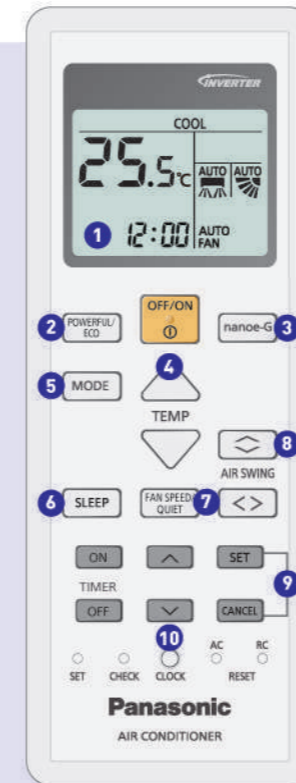 INVERTER
COOL
25.5℃ AUTO AUTO
1 12:00 AUTO
FAN
2 POWERFUL/
ECO
OFF/ON
nanoe-G 3
5 MODE 4
TEMP
8
AIR SWING
6 SLEEP FAN SPEED/
QUIET 7 < >
ON SET
TIMER 9
OFF CANCEL
10
SET CHECK CLOCK AC RC
RESET
Panasonic
AIR CONDITIONER